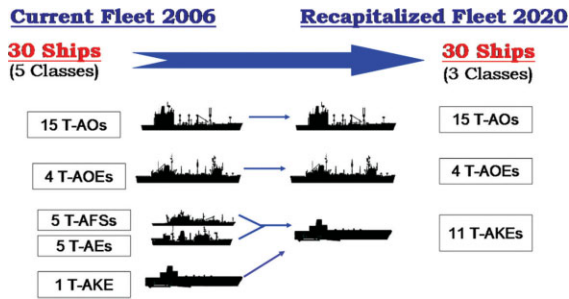 Current Fleet 2006
Recapitalized Fleet 2020
30 Ships
(5 Classes)
30 Ships
(3 Classes)
15 T-AOs
15 T-AOs
4 T-AOEs
4 T-AOEs
5 T-AFSs
5 T-AEs
11 T-AKEs
1 T-AKE